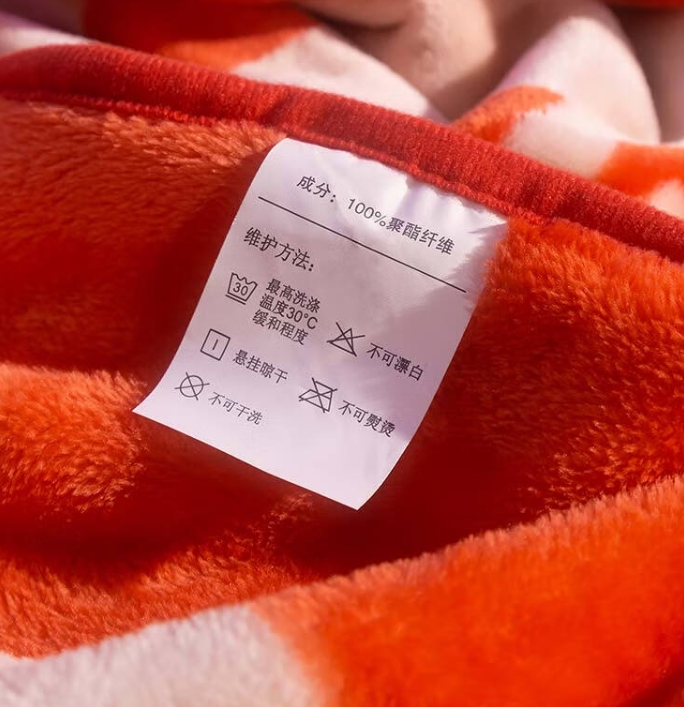 成分：100%聚酯纤维
维护方法：
30
最高洗涤
温度30°C
缓和程度
不可漂白
悬挂晾干
不可熨烫
不可干洗